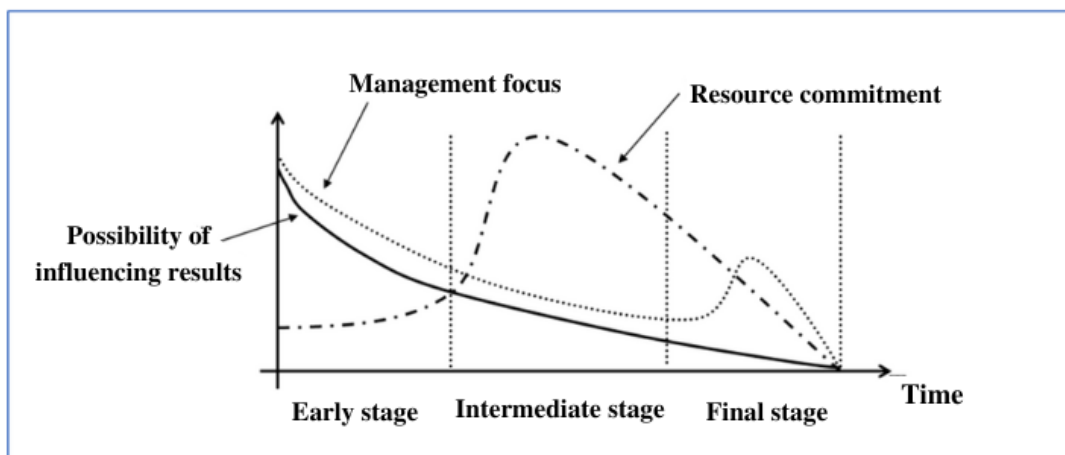 Management focus
Resource commitment
Possibility of
influencing results
Time
Early stage
Intermediate stage
Final stage